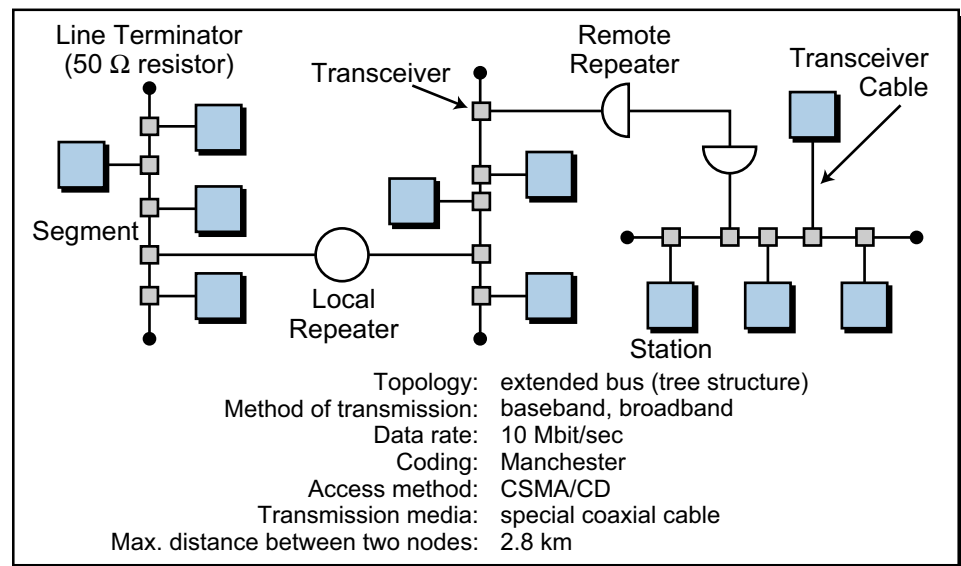 Line Terminator
(50 Ω resistor)
Transceiver
Remote
Repeater
Transceiver
Cable
Segment
Local
Repeater
Station
Topology: extended bus (tree structure)
Method of transmission: baseband, broadband
Data rate: 10 Mbit/sec
Coding: Manchester
Access method: CSMA/CD
Transmission media: special coaxial cable
Max. distance between two nodes: 2.8 km